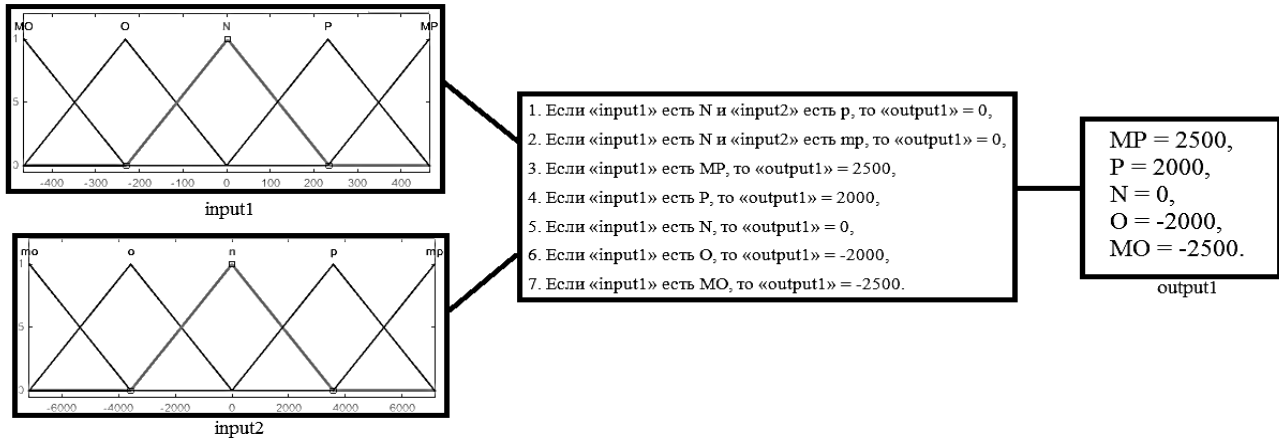 MO O N P MP
1
5
0
-400 -300 -200 -100 0 100 200 300 400
input1
mo o n p mp
1
5
0
-6000 -4000 -2000 0 2000 4000 6000
input2
1. Если «input1» есть N и «input2» есть p, то «output1» = 0,
2. Если «input1» есть N и «input2» есть mp, то «output1» = 0,
3. Если «input1» есть MP, то «output1» = 2500,
4. Если «input1» есть P, то «output1» = 2000,
5. Если «input1» есть N, то «output1» = 0,
6. Если «input1» есть O, то «output1» = -2000,
7. Если «input1» есть MO, то «output1» = -2500.
MP = 2500,
P = 2000,
N = 0,
O = -2000,
MO = -2500.
output1